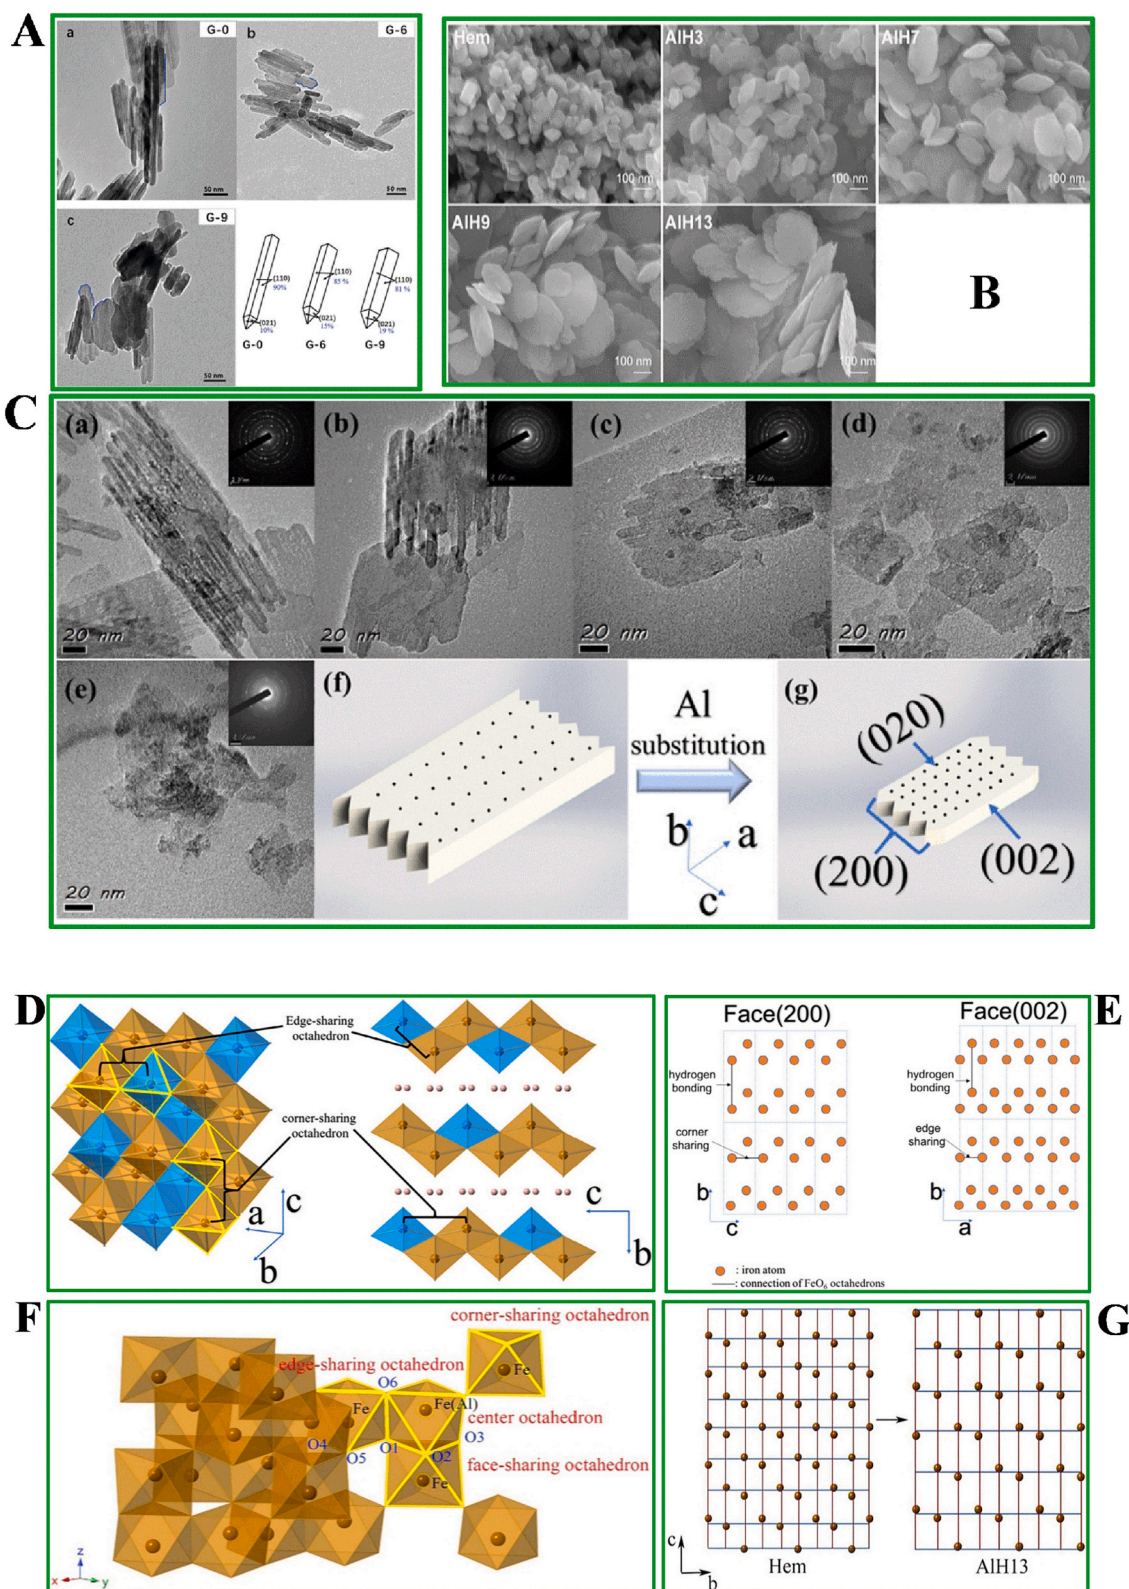 A
a
G-0
50 nm
b
G-6
50 nm
c
G-9
50 nm
(110)
90%
(021)
10%
G-0
(110)
85 %
(021)
15%
G-6
(110)
81 %
(021)
19 %
G-9
Hem
100 nm
AlH3
100 nm
AlH7
100 nm
AlH9
100 nm
AlH13
100 nm
B
C
(a)
20 nm
(b)
20 nm
(c)
20 nm
(d)
20 nm
(e)
20 nm
(f)
Al
substitution
b
a
c
(g)
(020)
(200)
(002)
D
Edge-sharing
octahedron
corner-sharing
octahedron
c
a
b
c
b
E
Face(200)
hydrogen
bonding
corner
sharing
b
c
Face(002)
hydrogen
bonding
edge
sharing
b
a
: iron atom
: connection of FeO6 octahedrons
F
corner-sharing octahedron
Fe
edge-sharing octahedron
O6
Fe
Fe(Al)
center octahedron
O4
O5
O1
O2
O3
face-sharing octahedron
Fe
z
x
y
G
c
b
Hem
AlH13